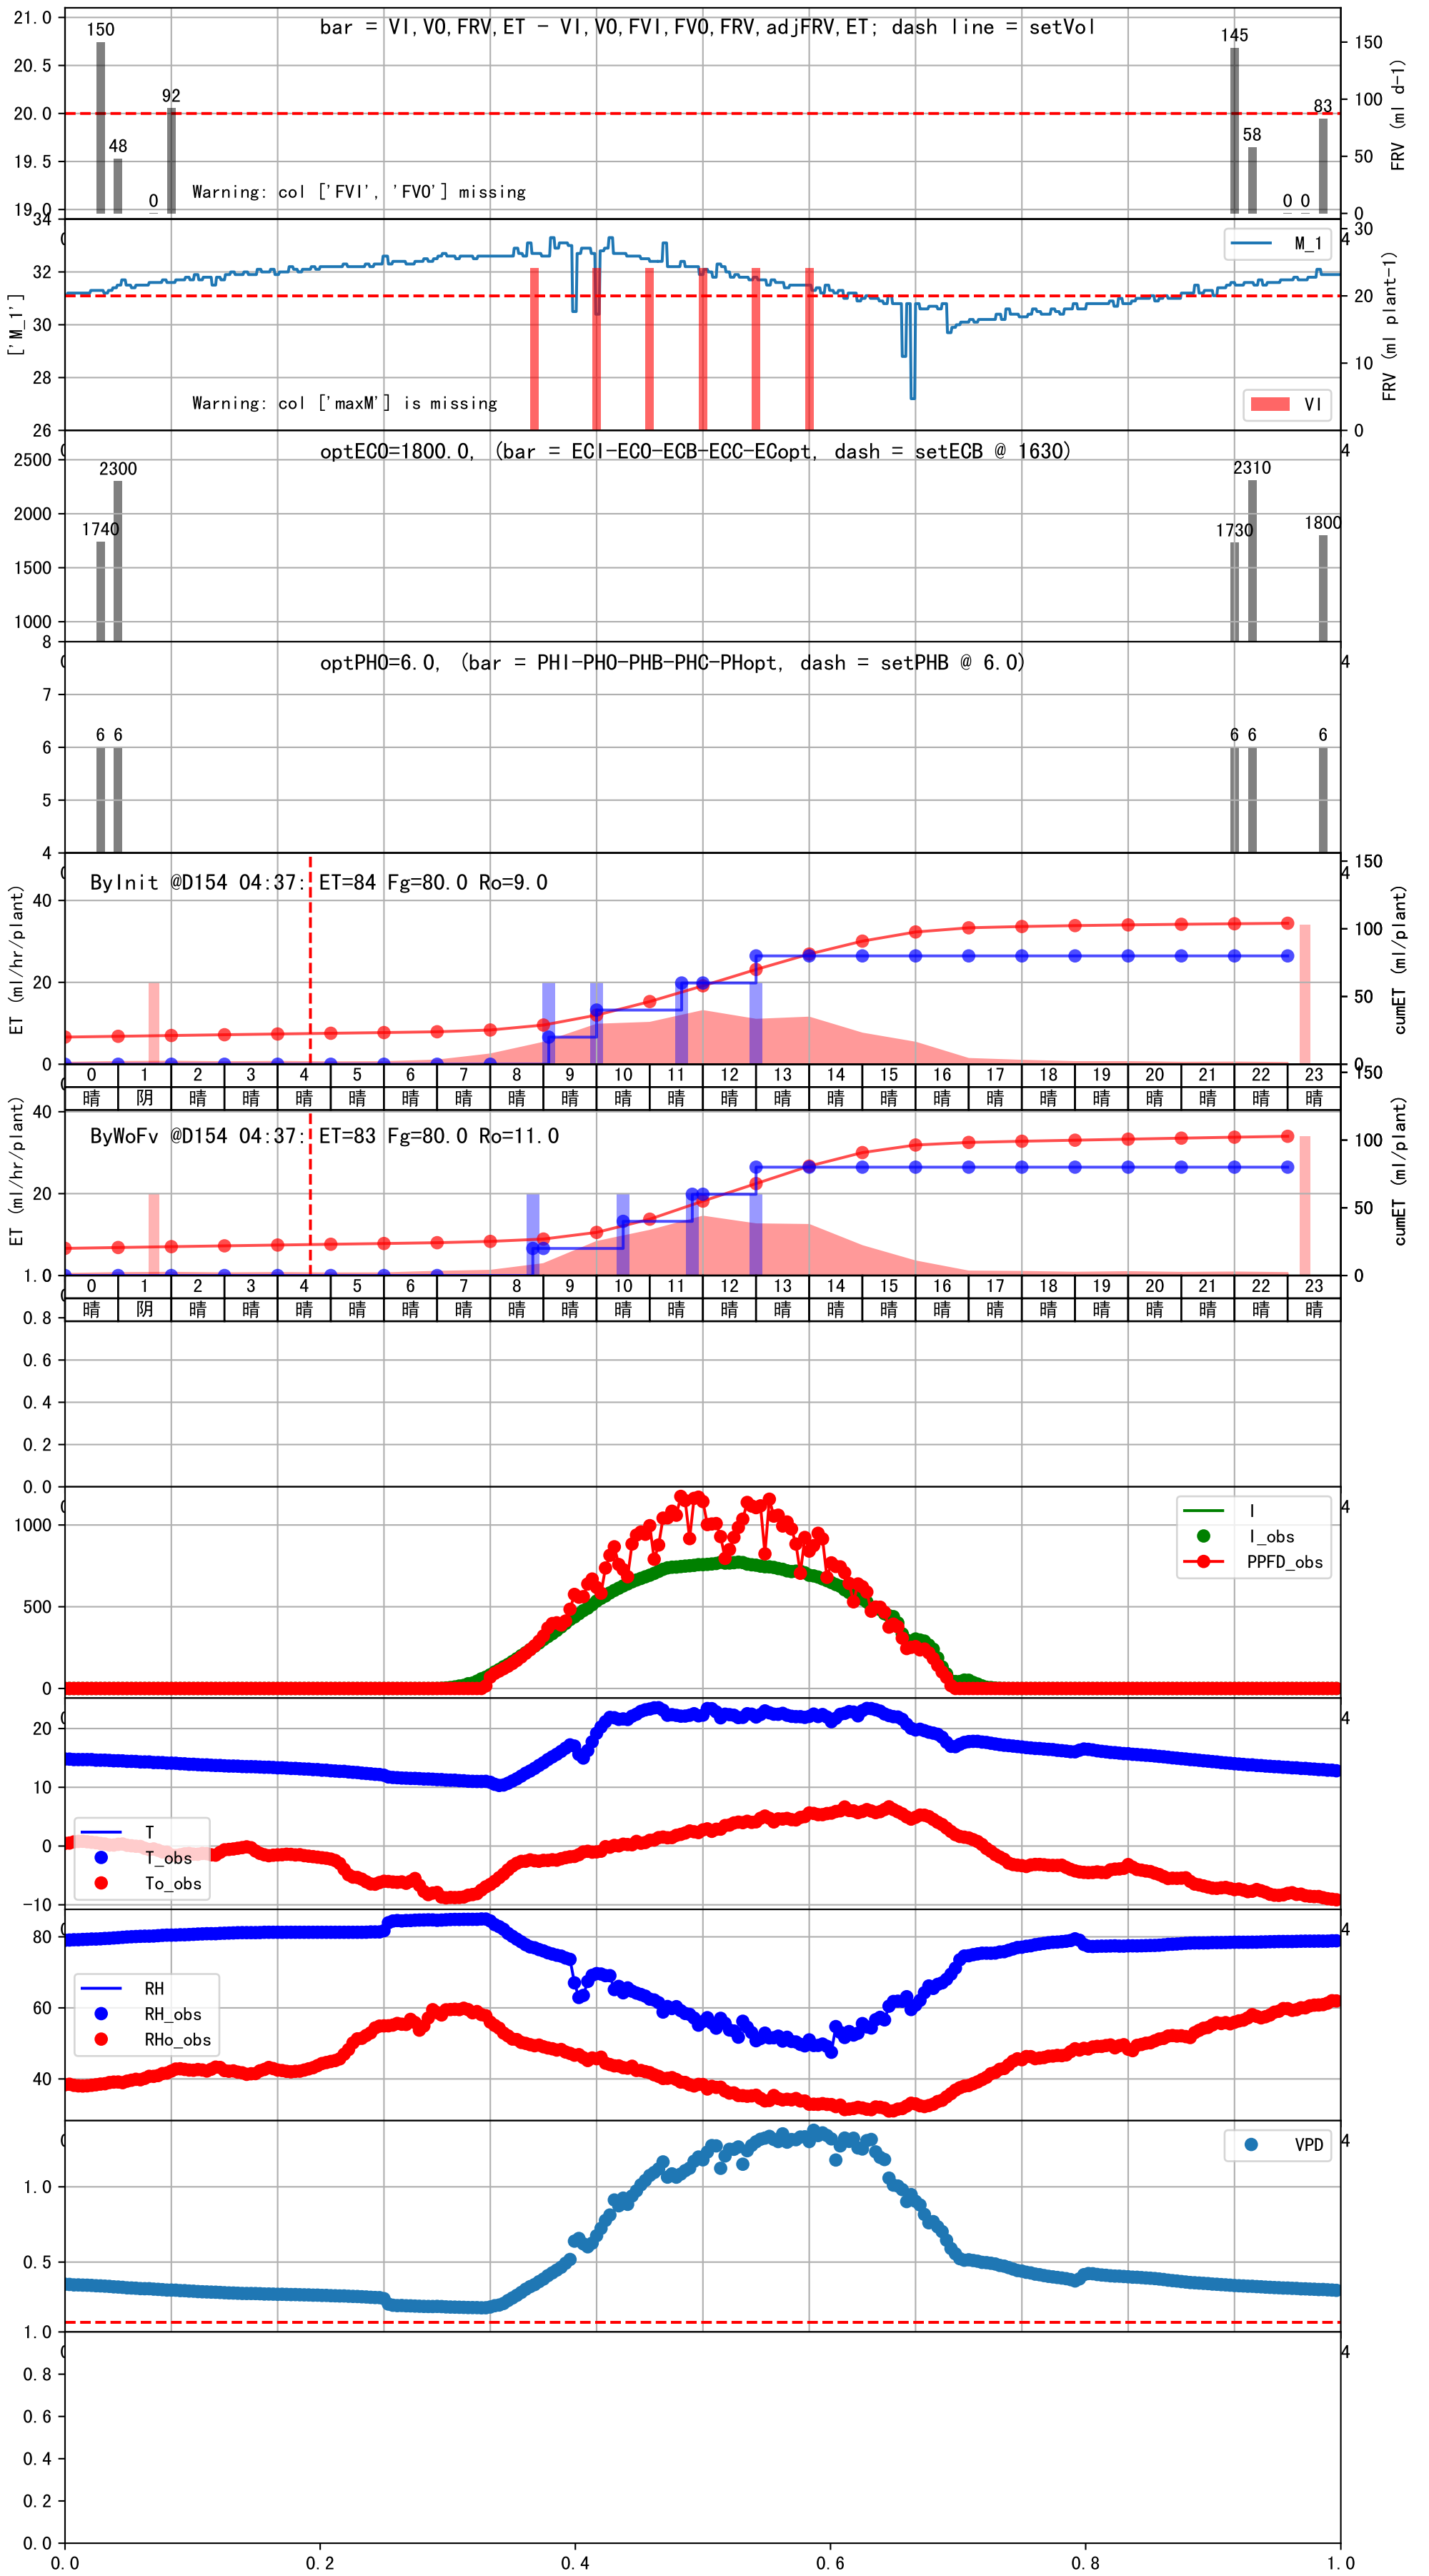 bar = VI,VO,FRV,ET - VI,VO,FVI,FVO,FRV,adjFRV,ET; dash line = setVol
21.0
20.5
20.0
19.5
19.0
150
48
0
92
145
58
0 0
83
150
100
50
0
FRV (ml d-1)
Warning: col ['FVI', 'FVO'] missing
34
32
30
28
26
['M_1']
M_1
30
20
10
0
FRV (ml plant-1)
4
Warning: col ['maxM'] is missing
VI
optECO=1800.0, (bar = ECI-ECO-ECB-ECC-ECopt, dash = setECB @ 1630)
4
2500
2000
1500
1000
1740
2300
1730
2310
1800
optPHO=6.0, (bar = PHI-PHO-PHB-PHC-PHopt, dash = setPHB @ 6.0)
4
8
7
6
5
4
6 6
6 6
6
ByInit @D154 04:37: ET=84 Fg=80.0 Ro=9.0
ET (ml/hr/plant)
40
20
0
150
4
100
50
0
cumET (ml/plant)
0 1 2 3 4 5 6 7 8 9 10 11 12 13 14 15 16 17 18 19 20 21 22 23
晴 阴 晴 晴 晴 晴 晴 晴 晴 晴 晴 晴 晴 晴 晴 晴 晴 晴 晴 晴 晴 晴 晴 晴
ByWoFv @D154 04:37: ET=83 Fg=80.0 Ro=11.0
ET (ml/hr/plant)
40
20
150
100
50
0
cumET (ml/plant)
0 1 2 3 4 5 6 7 8 9 10 11 12 13 14 15 16 17 18 19 20 21 22 23
晴 阴 晴 晴 晴 晴 晴 晴 晴 晴 晴 晴 晴 晴 晴 晴 晴 晴 晴 晴 晴 晴 晴 晴
1.0
0.8
0.6
0.4
0.2
0.0
4
1000
500
0
I
I_obs
PPFD_obs
4
20
10
0
-10
T
T_obs
To_obs
4
80
60
40
RH
RH_obs
RHo_obs
4
1.0
0.5
VPD
4
1.0
0.8
0.6
0.4
0.2
0.0
0.0 0.2 0.4 0.6 0.8 1.0